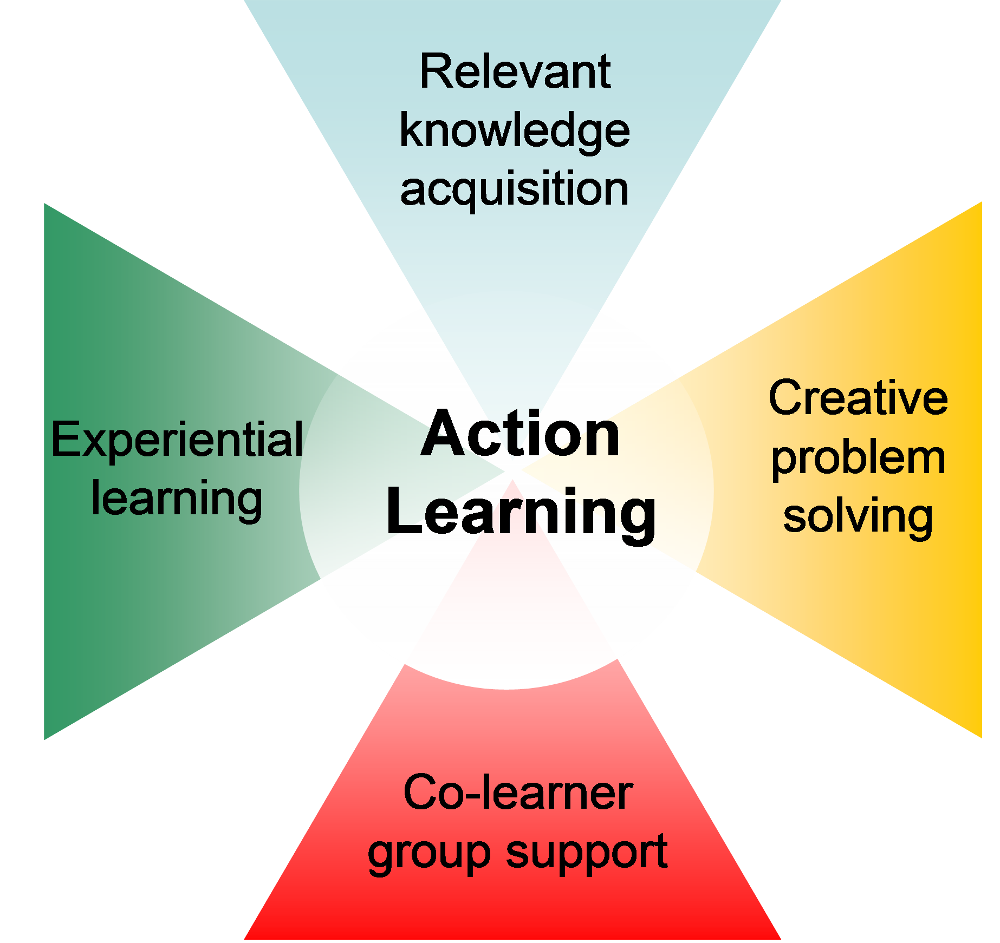 Relevant
knowledge
acquisition
Experiential
learning
Action
Learning
Creative
problem
solving
Co-learner
group support